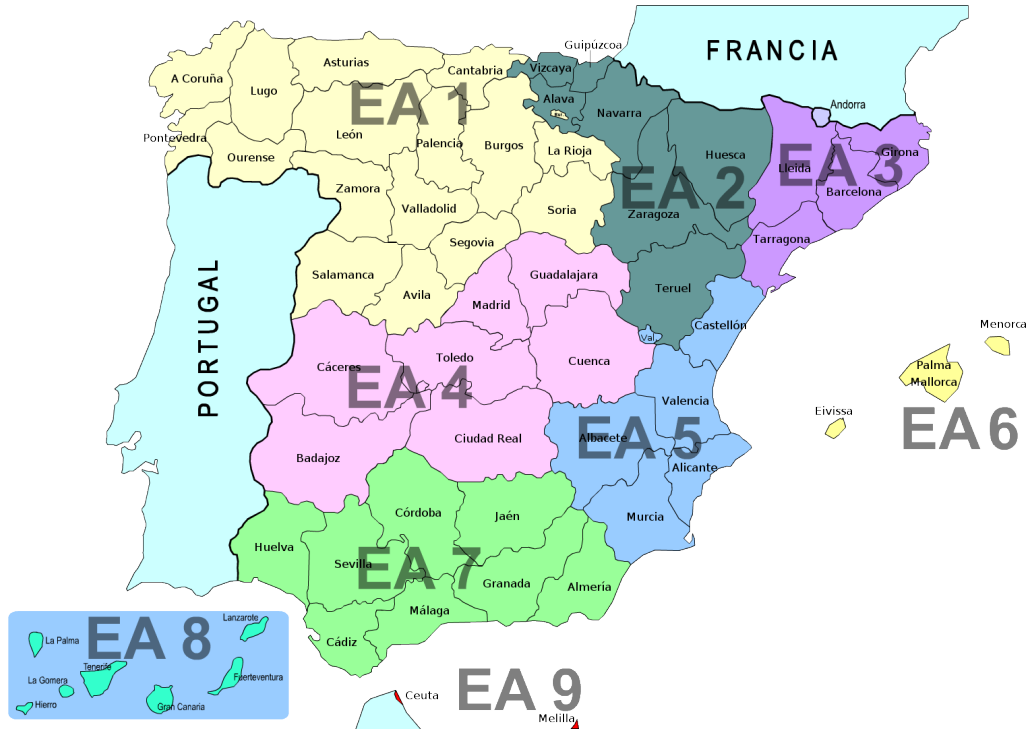 Guipúzcoa
FRANCIA
Asturias
Cantabria
Vizcaya
A Coruña
Lugo
Alava
Andorra
EA 1
Navarra
Pontevedra
León
Palencia
Burgos
La Rioja
Ourense
Huesca
EA 2
Lleida
EA 3
Girona
Barcelona
Zamora
Valladolid
Soria
Zaragoza
Tarragona
Segovia
Salamanca
Avila
Guadalajara
Madrid
Teruel
PORTUGAL
Castellón
Menorca
Val.
Toledo
Cuenca
Cáceres
EA 4
Palma
Mallorca
Valencia
Eivissa
EA 6
Badajoz
Ciudad Real
Albacete
EA 5
Alicante
Córdoba
Jaén
Murcia
Huelva
Sevilla
EA 7
Granada
Almería
Málaga
Cádiz
Lanzarote
EA 8
La Palma
Tenerife
La Gomera
Fuerteventura
Hierro
Gran Canaria
EA 9
Ceuta
Melilla